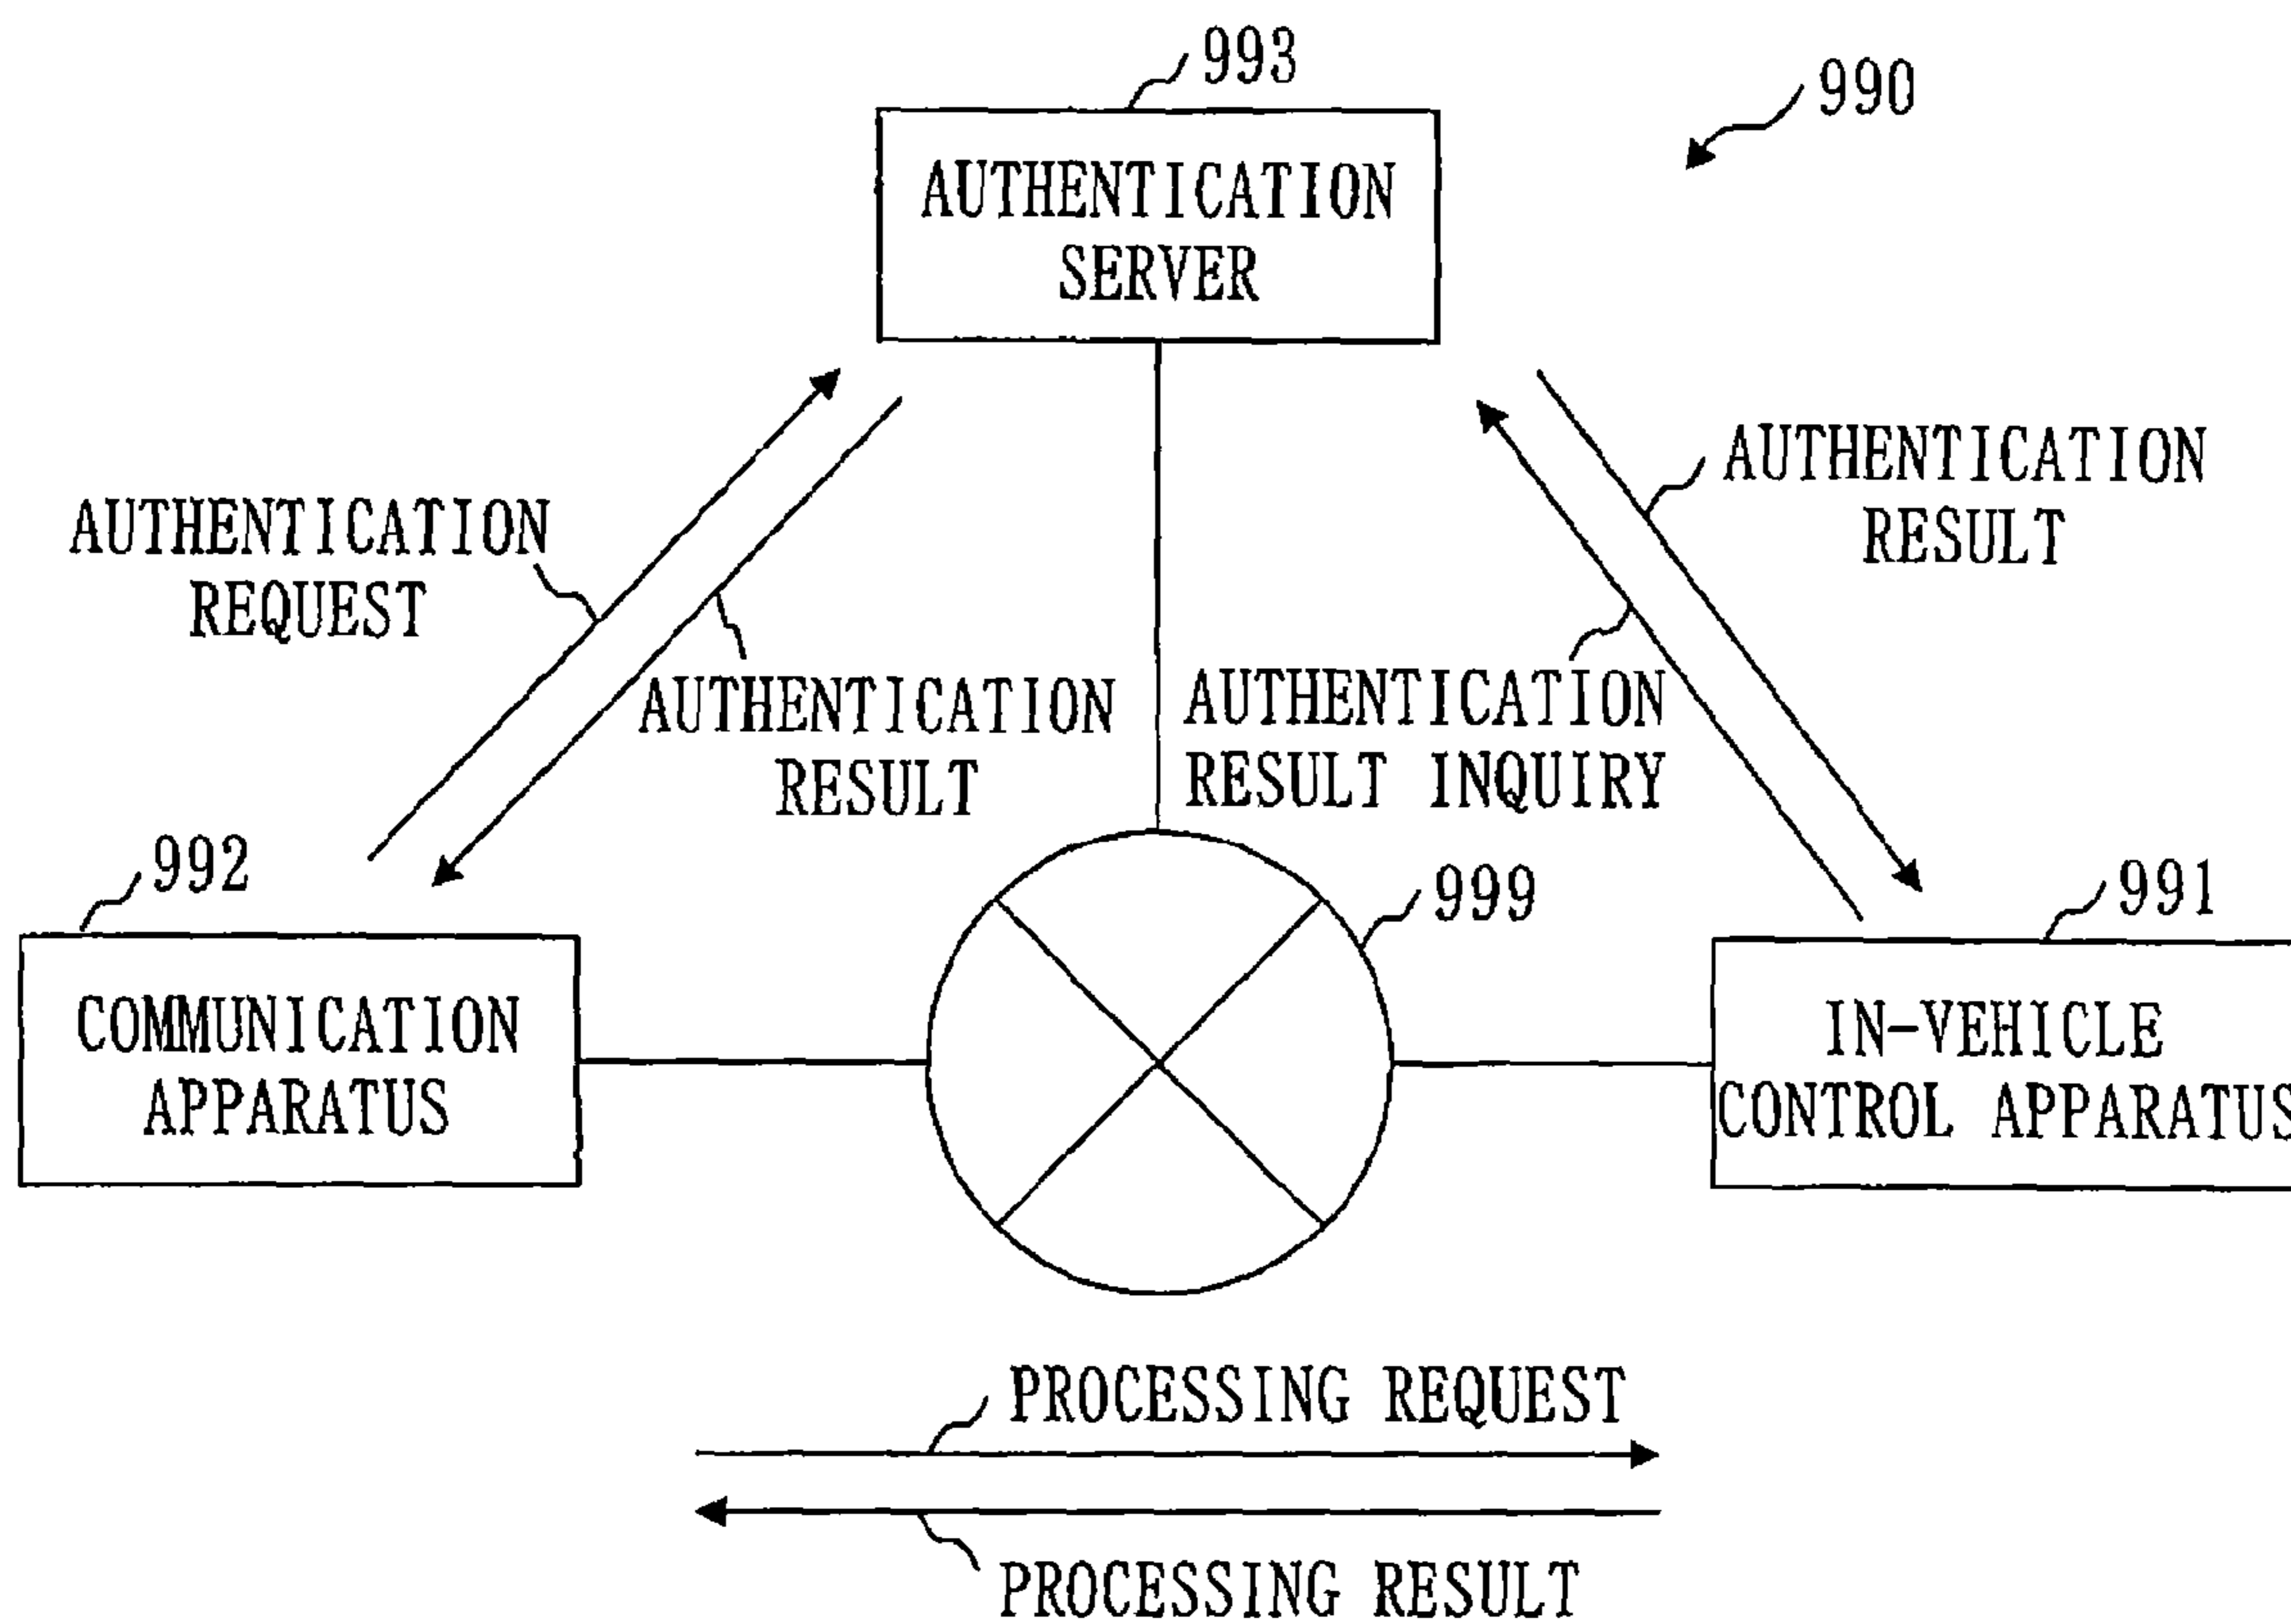 993
990
AUTHENTICATION
SERVER
AUTHENTICATION
RESULT
AUTHENTICATION
REQUEST
AUTHENTICATION
RESULT
AUTHENTICATION
RESULT INQUIRY
992
999
991
COMMUNICATION
APPARATUS
IN-VEHICLE
CONTROL APPARATUS
PROCESSING REQUEST
PROCESSING RESULT